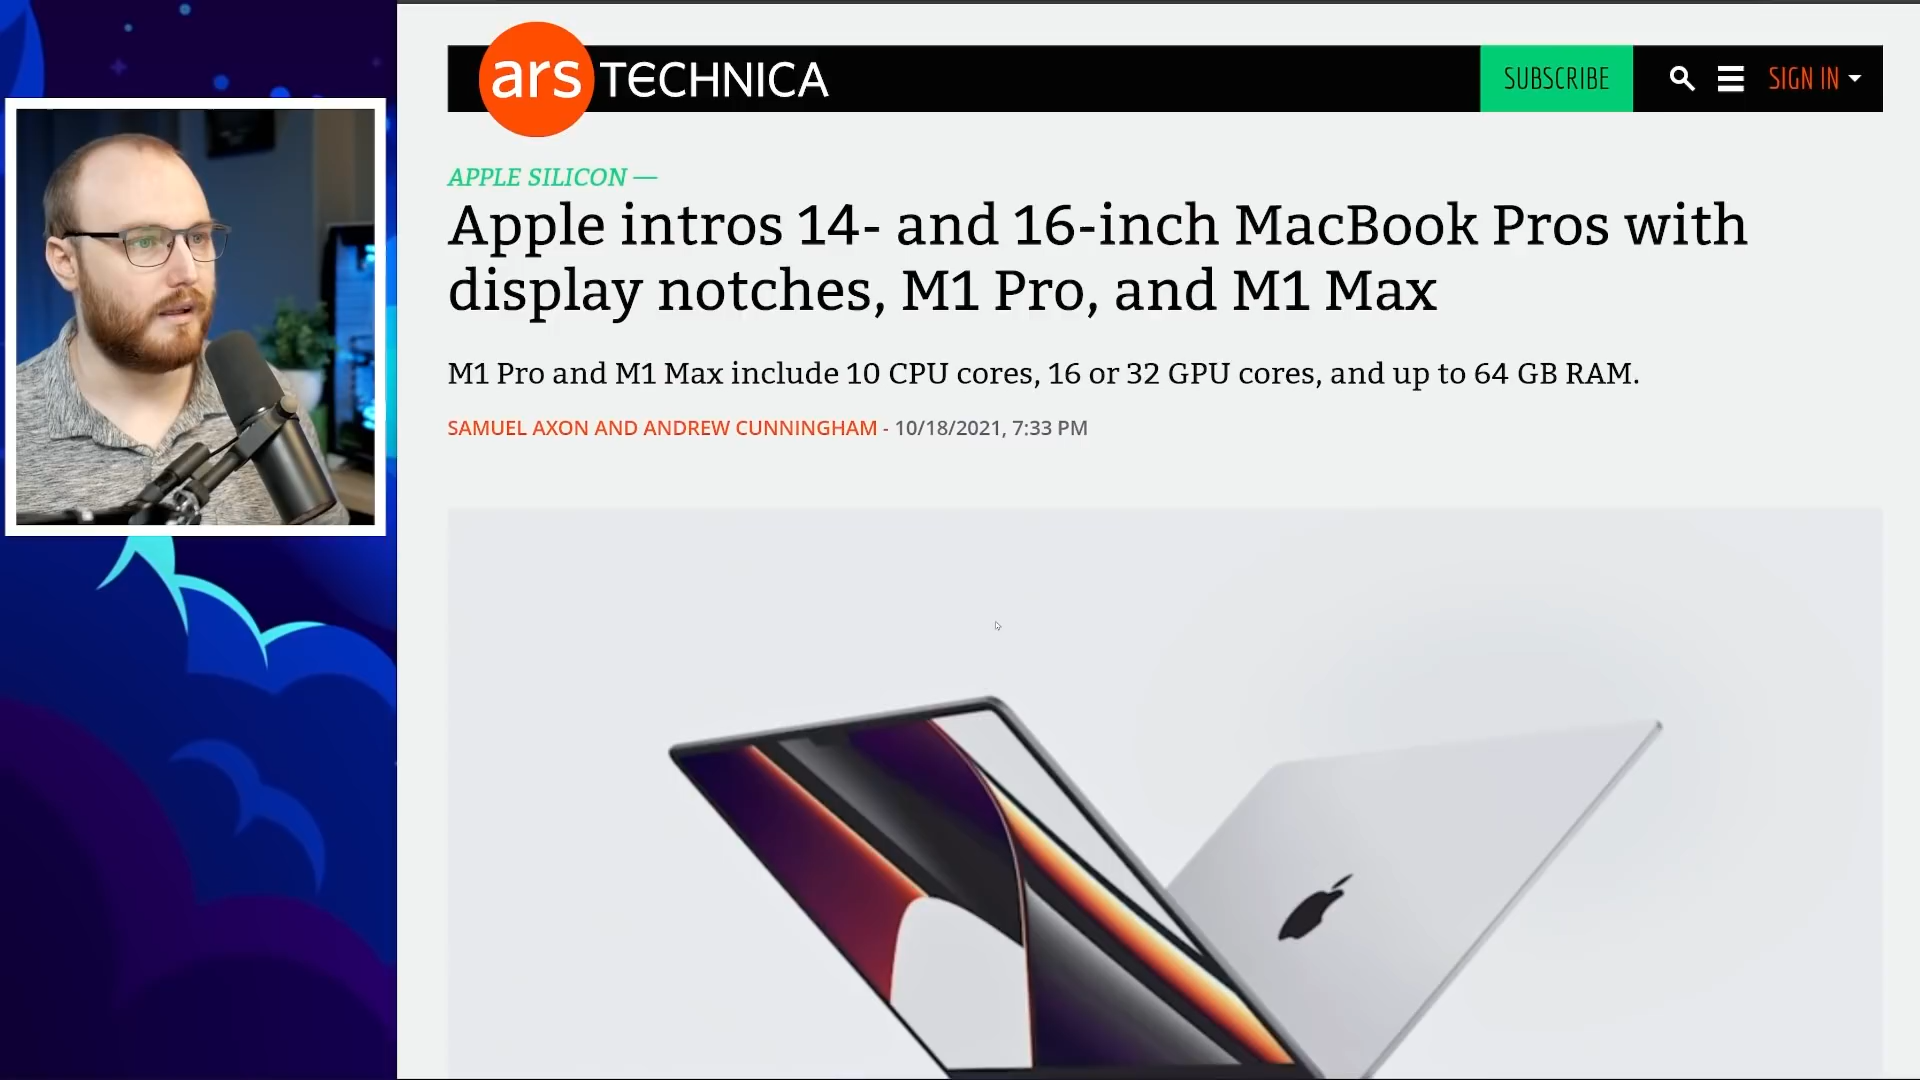 ars TECHNICA
SUBSCRIBE
SIGN IN
APPLE SILICON —
Apple intros 14- and 16-inch MacBook Pros with
display notches, M1 Pro, and M1 Max
M1 Pro and M1 Max include 10 CPU cores, 16 or 32 GPU cores, and up to 64 GB RAM.
SAMUEL AXON AND ANDREW CUNNINGHAM - 10/18/2021, 7:33 PM